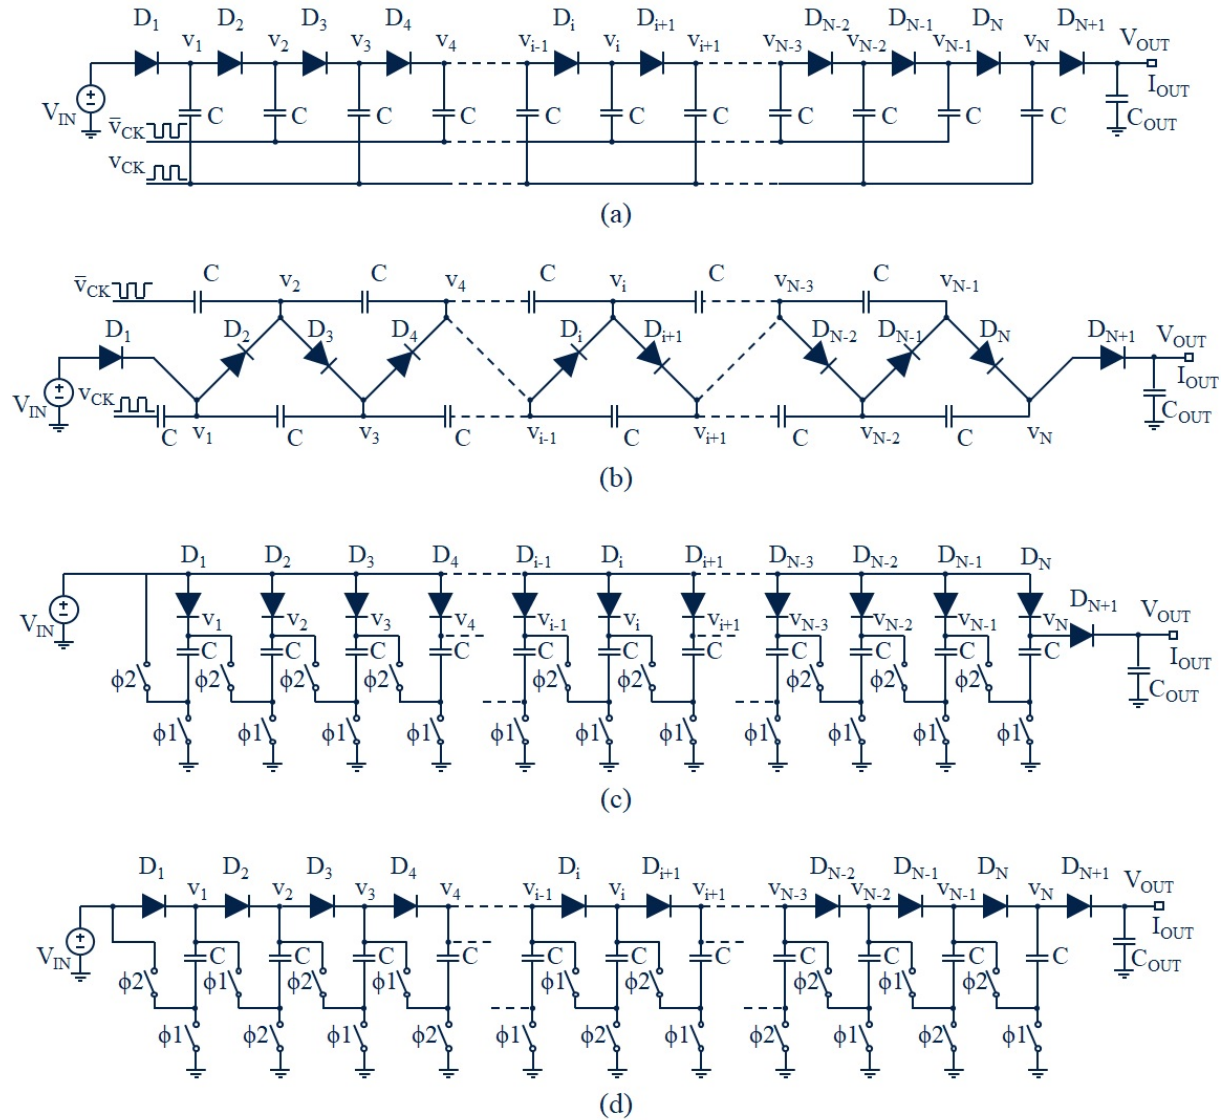 D1 D2 D3 D4 Di Di+1 DN-2 DN-1 DN DN+1
v1 v2 v3 v4 vi-1 vi vi+1 vN-3 vN-2 vN-1 vN VOUT
VIN C C C C C C C C C C C IOUT
v̅CK COUT
vCK
(a)
v̅CK C v2 C v4 C vi C vN-3 C vN-1
D1 D2 D3 D4 Di Di+1 DN-2 DN-1 DN DN+1 VOUT
VIN vCK IOUT
C v1 C v3 C vi-1 C vi+1 C vN-2 C vN COUT
(b)
D1 D2 D3 D4 Di-1 Di Di+1 DN-3 DN-2 DN-1 DN
DN+1 VOUT
VIN v1 v2 v3 v4 vi-1 vi vi+1 vN-3 vN-2 vN-1 vN
C C C C C C C C C C C IOUT
ϕ2 ϕ2 ϕ2 ϕ2 ϕ2 ϕ2 ϕ2 ϕ2 ϕ2 COUT
ϕ1 ϕ1 ϕ1 ϕ1 ϕ1 ϕ1 ϕ1 ϕ1 ϕ1 ϕ1 ϕ1
(c)
D1 D2 D3 D4 Di Di+1 DN-2 DN-1 DN DN+1
v1 v2 v3 v4 vi-1 vi vi+1 vN-3 vN-2 vN-1 vN VOUT
VIN C C C C C C C C C C C IOUT
ϕ2 ϕ1 ϕ2 ϕ1 ϕ1 ϕ2 ϕ2 ϕ1 ϕ2 COUT
ϕ1 ϕ2 ϕ1 ϕ2 ϕ1 ϕ2 ϕ1 ϕ2 ϕ1 ϕ2 ϕ1
(d)